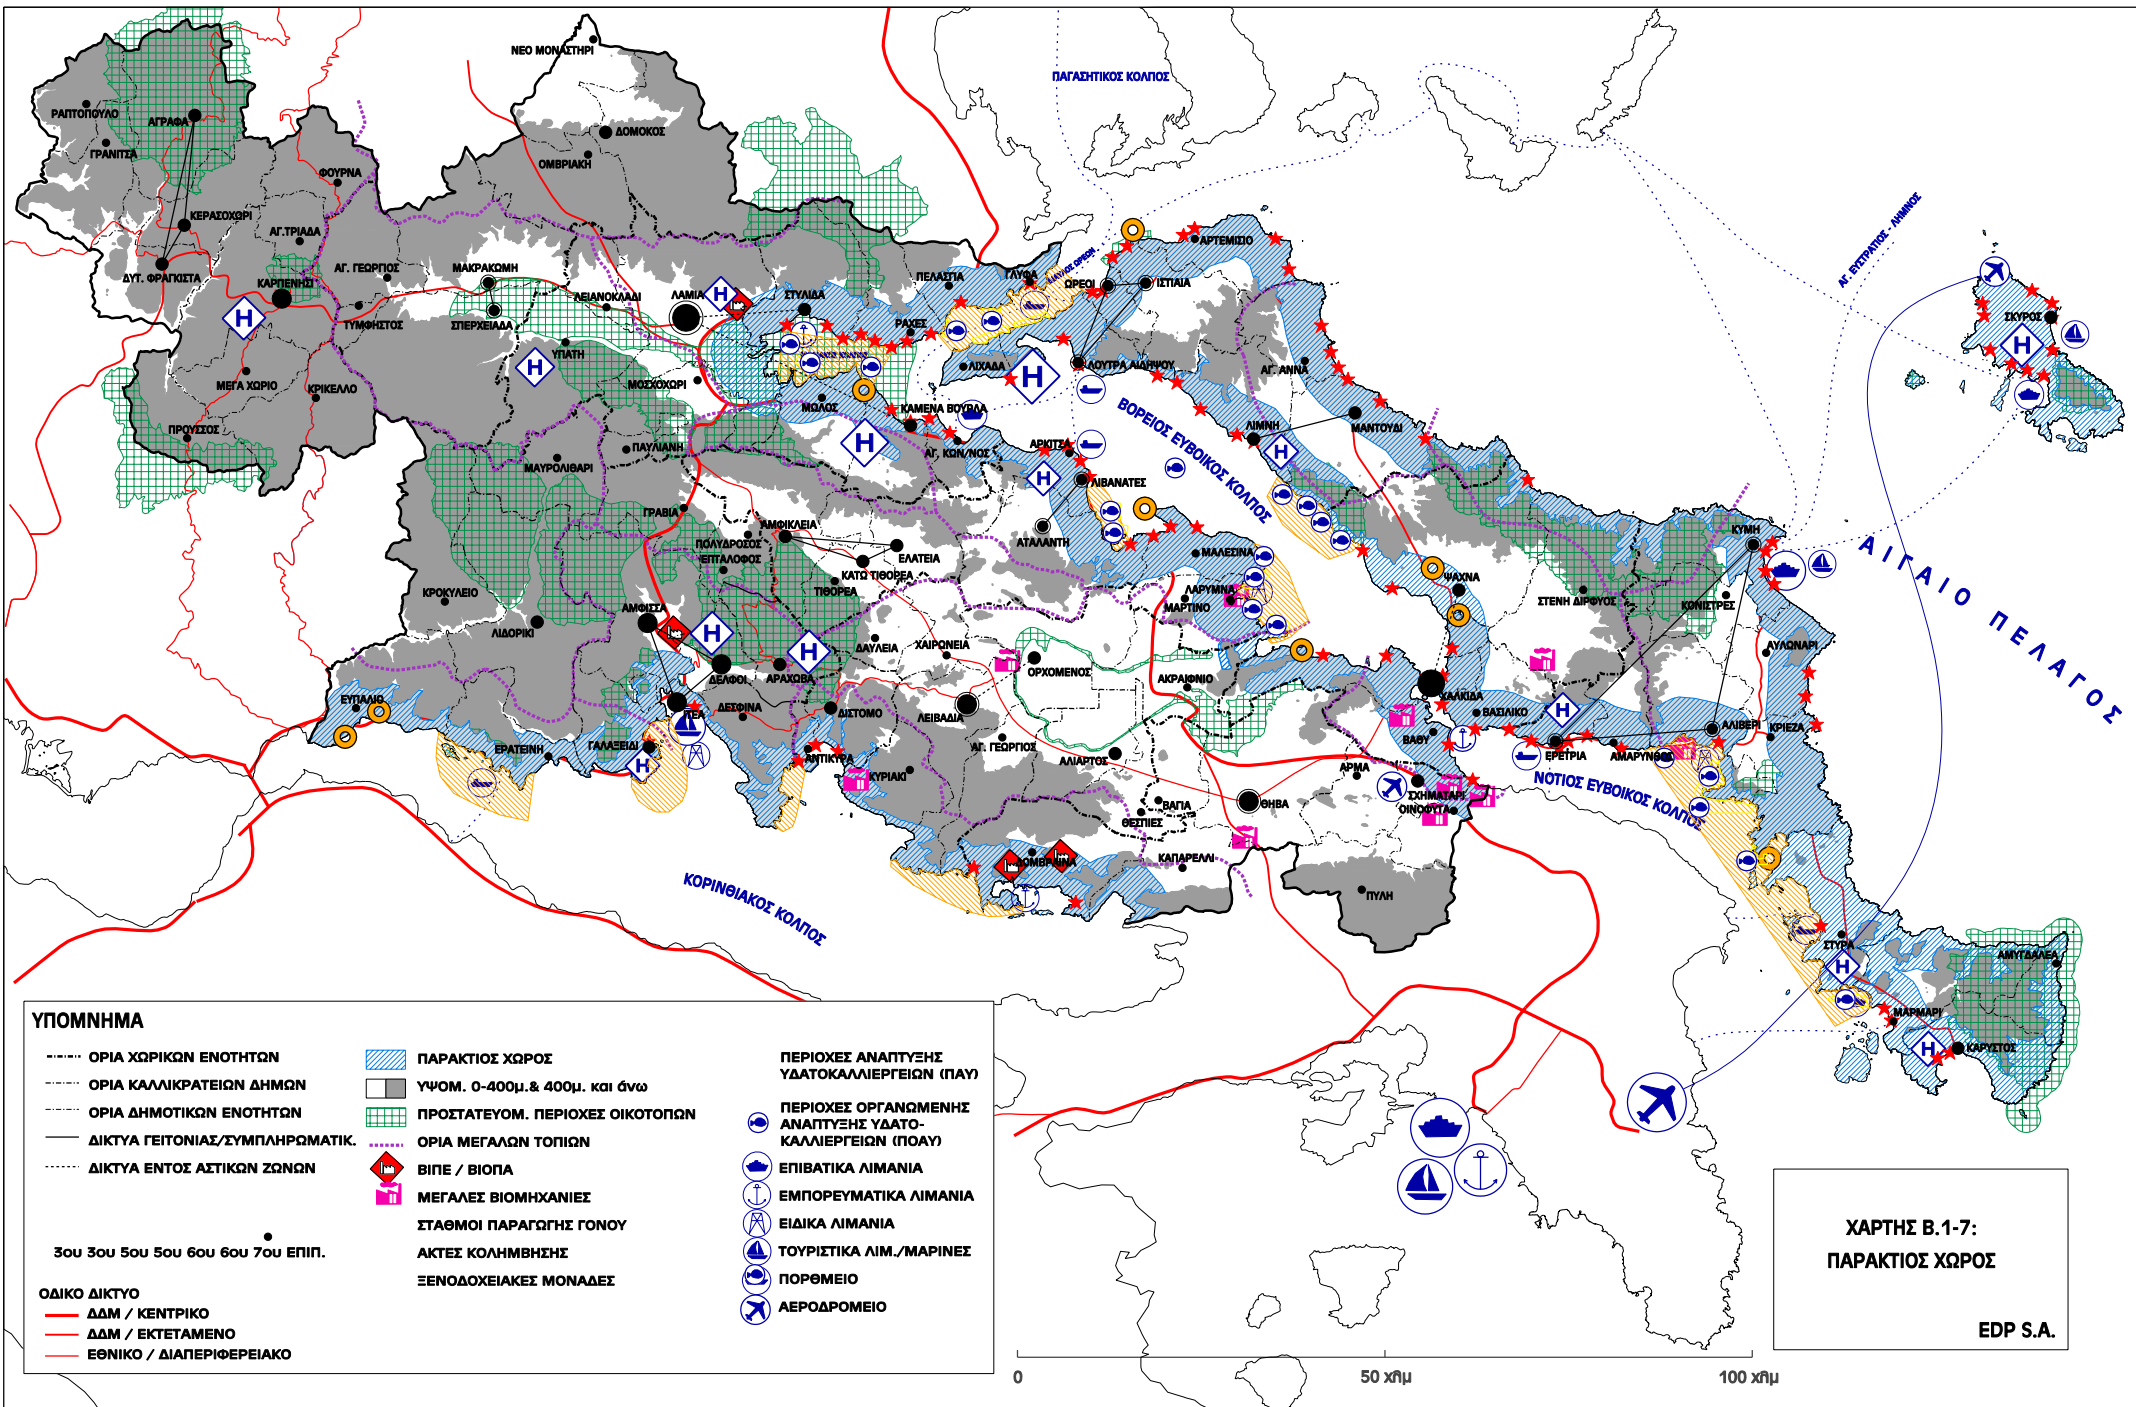 ΝΕΟ ΜΟΝΑΣΤΗΡΙ
ΠΑΓΑΣΗΤΙΚΟΣ ΚΟΛΠΟΣ
ΡΑΠΤΟΠΟΥΛΟ
ΑΓΡΑΦΑ
ΔΟΜΟΚΟΣ
ΓΡΑΝΙΤΣΑ
ΟΜΒΡΙΑΚΗ
ΦΟΥΡΝΑ
ΚΕΡΑΣΟΧΩΡΙ
ΑΓ.ΤΡΙΑΔΑ
ΑΡΤΕΜΙΣΙΟ
ΑΓ. ΕΥΣΤΡΑΤΙΟΣ - ΛΗΜΝΟΣ
ΔΙΑΥΛΟΣ ΩΡΕΩΝ
ΔΥΤ. ΦΡΑΓΚΙΣΤΑ
ΚΑΡΠΕΝΗΣΙ
ΑΓ. ΓΕΩΡΓΙΟΣ
ΜΑΚΡΑΚΩΜΗ
ΠΕΛΑΣΓΙΑ
ΓΛΥΦΑ
ΩΡΕΟΙ
ΙΣΤΙΑΙΑ
ΛΕΙΑΝΟΚΛΑΔΙ
ΛΑΜΙΑ
ΣΤΥΛΙΔΑ
ΤΥΜΦΗΣΤΟΣ
ΣΠΕΡΧΕΙΑΔΑ
ΡΑΧΕΣ
ΣΚΥΡΟΣ
ΥΠΑΤΗ
ΛΙΧΑΔΑ
ΛΟΥΤΡΑ ΑΙΔΗΨΟΥ
ΑΓ. ΑΝΝΑ
ΜΕΓΑ ΧΩΡΙΟ
ΚΡΙΚΕΛΛΟ
ΜΟΣΧΟΧΩΡΙ
ΜΩΛΟΣ
ΚΑΜΕΝΑ ΒΟΥΡΛΑ
ΒΟΡΕΙΟΣ ΕΥΒΟΙΚΟΣ ΚΟΛΠΟΣ
ΛΙΜΝΗ
ΜΑΝΤΟΥΔΙ
ΠΡΟΥΣΣΟΣ
ΠΑΥΛΙΑΝΗ
ΑΓ. ΚΩΝ/ΝΟΣ
ΑΡΚΙΤΣΑ
ΜΑΥΡΟΛΙΘΑΡΙ
ΛΙΒΑΝΑΤΕΣ
ΓΡΑΒΙΑ
ΑΜΦΙΚΛΕΙΑ
ΑΤΑΛΑΝΤΗ
ΠΟΛΥΔΡΟΣΟΣ
ΕΠΤΑΛΟΦΟΣ
ΕΛΑΤΕΙΑ
ΜΑΛΕΣΙΝΑ
ΚΥΜΗ
ΚΑΤΩ ΤΙΘΟΡΕΑ
ΤΙΘΟΡΕΑ
ΨΑΧΝΑ
ΑΙΓΑΙΟ ΠΕΛΑΓΟΣ
ΚΡΟΚΥΛΕΙΟ
ΛΑΡΥΜΝΑ
ΜΑΡΤΙΝΟ
ΣΤΕΝΗ ΔΙΡΦΥΟΣ
ΚΟΝΙΣΤΡΕΣ
ΑΜΦΙΣΣΑ
ΛΙΔΟΡΙΚΙ
ΔΑΥΛΕΙΑ
ΧΑΙΡΩΝΕΙΑ
ΑΥΛΩΝΑΡΙ
ΔΕΛΦΟΙ
ΑΡΑΧΩΒΑ
ΟΡΧΟΜΕΝΟΣ
ΑΚΡΑΙΦΝΙΟ
ΕΥΠΑΛΙΟ
ΙΤΕΑ
ΔΕΣΦΙΝΑ
ΔΙΣΤΟΜΟ
ΛΕΙΒΑΔΙΑ
ΧΑΛΚΙΔΑ
ΒΑΣΙΛΙΚΟ
ΑΛΙΒΕΡΙ
ΚΡΙΕΖΑ
ΒΑΘΥ
ΕΡΑΤΕΙΝΗ
ΓΑΛΑΞΕΙΔΙ
ΑΝΤΙΚΥΡΑ
ΑΓ. ΓΕΩΡΓΙΟΣ
ΑΛΙΑΡΤΟΣ
ΕΡΕΤΡΙΑ
ΑΜΑΡΥΝΘΟΣ
ΚΥΡΙΑΚΙ
ΑΡΜΑ
ΝΟΤΙΟΣ ΕΥΒΟΙΚΟΣ ΚΟΛΠΟΣ
ΒΑΓΙΑ
ΘΗΒΑ
ΣΧΗΜΑΤΑΡΙ
ΟΙΝΟΦΥΤΑ
ΘΕΣΠΙΕΣ
ΔΟΜΒΡΑΙΝΑ
ΚΑΠΑΡΕΛΛΙ
ΚΟΡΙΝΘΙΑΚΟΣ ΚΟΛΠΟΣ
ΠΥΛΗ
ΣΤΥΡΑ
ΑΜΥΓΔΑΛΕΑ
ΜΑΡΜΑΡΙ
ΚΑΡΥΣΤΟΣ
ΥΠΟΜΝΗΜΑ
ΟΡΙΑ ΧΩΡΙΚΩΝ ΕΝΟΤΗΤΩΝ
ΟΡΙΑ ΚΑΛΛΙΚΡΑΤΕΙΩΝ ΔΗΜΩΝ
ΟΡΙΑ ΔΗΜΟΤΙΚΩΝ ΕΝΟΤΗΤΩΝ
ΔΙΚΤΥΑ ΓΕΙΤΟΝΙΑΣ/ΣΥΜΠΛΗΡΩΜΑΤΙΚ.
ΔΙΚΤΥΑ ΕΝΤΟΣ ΑΣΤΙΚΩΝ ΖΩΝΩΝ
3ου 3ου 5ου 5ου 6ου 6ου 7ου ΕΠΙΠ.
ΟΔΙΚΟ ΔΙΚΤΥΟ
ΔΔΜ / ΚΕΝΤΡΙΚΟ
ΔΔΜ / ΕΚΤΕΤΑΜΕΝΟ
ΕΘΝΙΚΟ / ΔΙΑΠΕΡΙΦΕΡΕΙΑΚΟ
ΠΑΡΑΚΤΙΟΣ ΧΩΡΟΣ
ΥΨΟΜ. 0-400μ.& 400μ. και άνω
ΠΡΟΣΤΑΤΕΥΟΜ. ΠΕΡΙΟΧΕΣ ΟΙΚΟΤΟΠΩΝ
ΟΡΙΑ ΜΕΓΑΛΩΝ ΤΟΠΙΩΝ
ΒΙΠΕ / ΒΙΟΠΑ
ΜΕΓΑΛΕΣ ΒΙΟΜΗΧΑΝΙΕΣ
ΣΤΑΘΜΟΙ ΠΑΡΑΓΩΓΗΣ ΓΟΝΟΥ
ΑΚΤΕΣ ΚΟΛΗΜΒΗΣΗΣ
ΞΕΝΟΔΟΧΕΙΑΚΕΣ ΜΟΝΑΔΕΣ
ΠΕΡΙΟΧΕΣ ΑΝΑΠΤΥΞΗΣ
ΥΔΑΤΟΚΑΛΛΙΕΡΓΕΙΩΝ (ΠΑΥ)
ΠΕΡΙΟΧΕΣ ΟΡΓΑΝΩΜΕΝΗΣ
ΑΝΑΠΤΥΞΗΣ ΥΔΑΤΟ-
ΚΑΛΛΙΕΡΓΕΙΩΝ (ΠΟΑΥ)
ΕΠΙΒΑΤΙΚΑ ΛΙΜΑΝΙΑ
ΕΜΠΟΡΕΥΜΑΤΙΚΑ ΛΙΜΑΝΙΑ
ΕΙΔΙΚΑ ΛΙΜΑΝΙΑ
ΤΟΥΡΙΣΤΙΚΑ ΛΙΜ./ΜΑΡΙΝΕΣ
ΠΟΡΘΜΕΙΟ
ΑΕΡΟΔΡΟΜΕΙΟ
ΧΑΡΤΗΣ Β.1-7:
ΠΑΡΑΚΤΙΟΣ ΧΩΡΟΣ
EDP S.A.
0
50 χλμ
100 χλμ